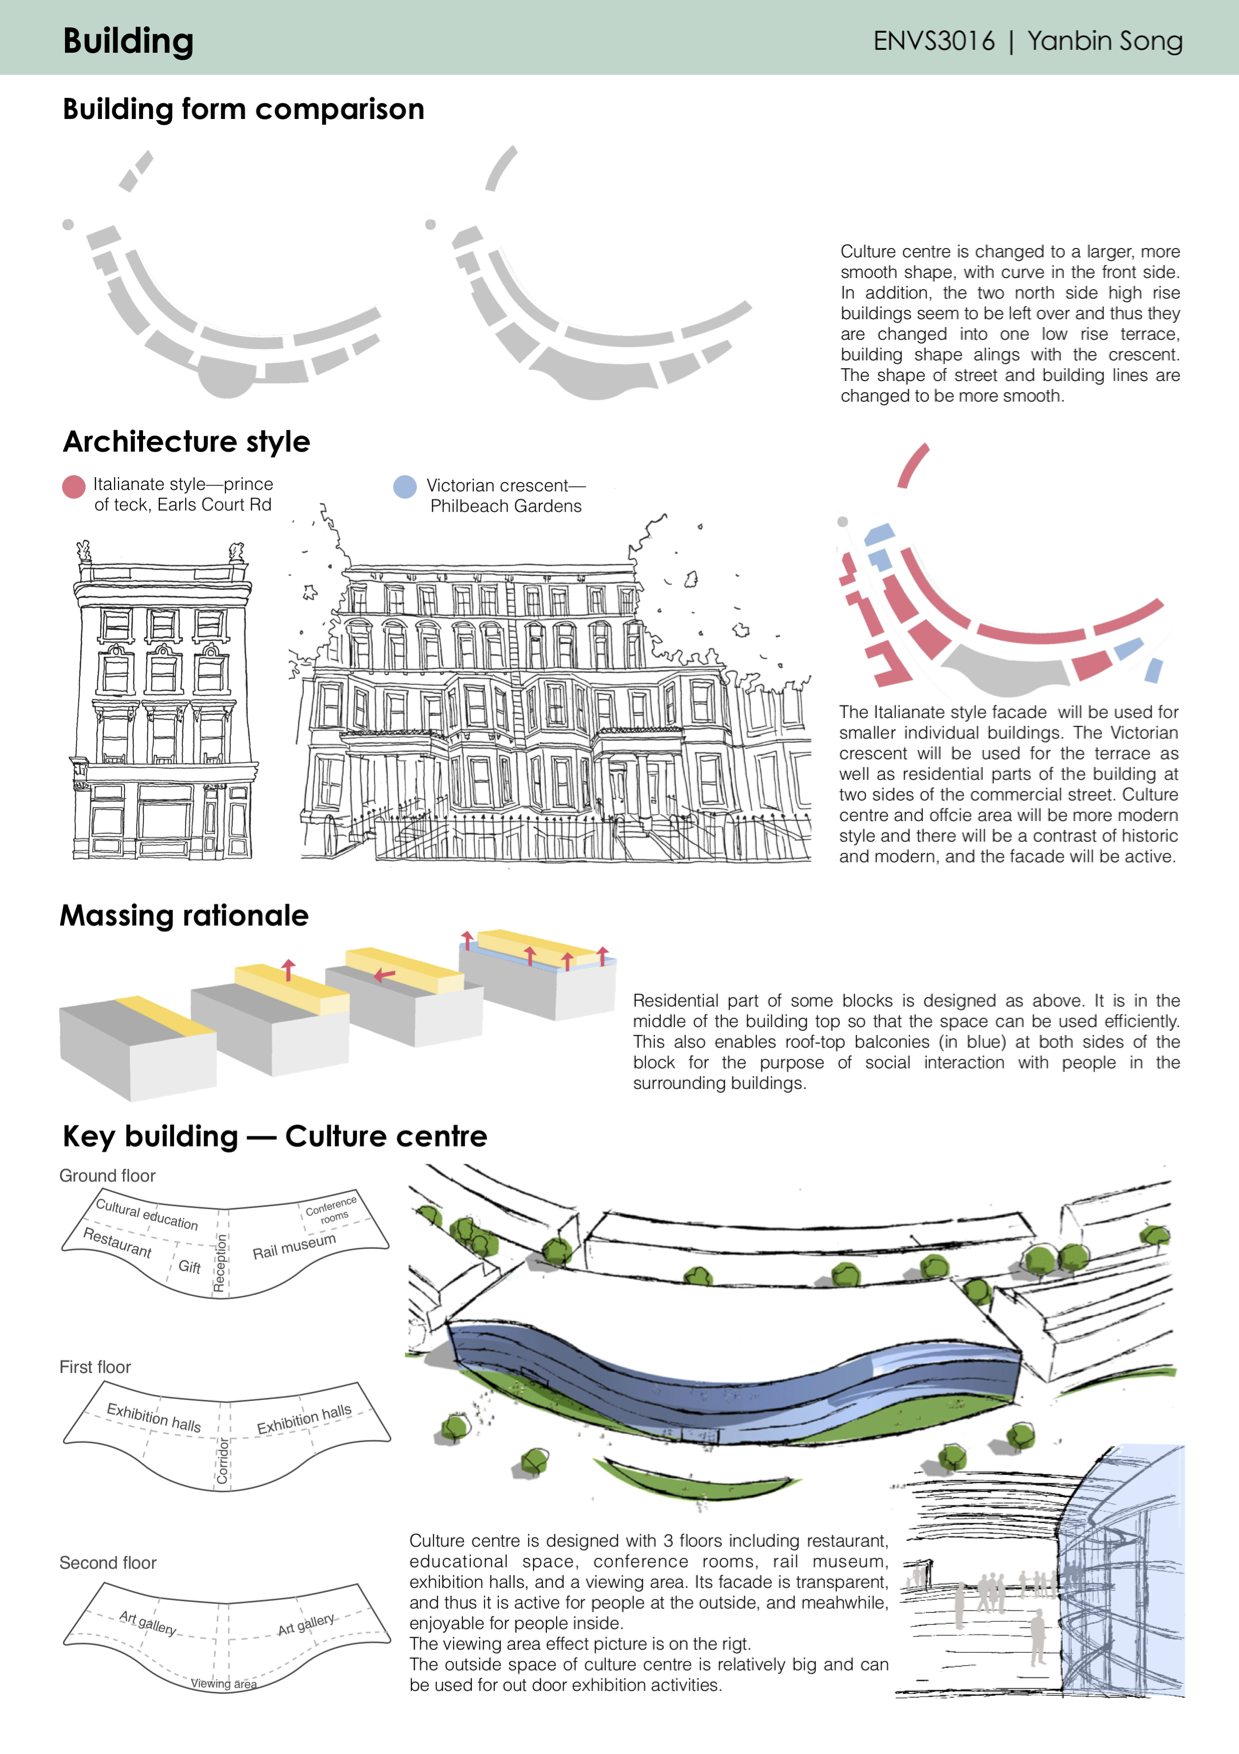 Building
ENVS3016 | Yanbin Song
Building form comparison
Culture centre is changed to a larger, more
smooth shape, with curve in the front side.
In addition, the two north side high rise
buildings seem to be left over and thus they
are changed into one low rise terrace,
building shape alings with the crescent.
The shape of street and building lines are
changed to be more smooth.
Architecture style
Italianate style—prince
of teck, Earls Court Rd
Victorian crescent—
Philbeach Gardens
The Italianate style facade will be used for
smaller individual buildings. The Victorian
crescent will be used for the terrace as
well as residential parts of the building at
two sides of the commercial street. Culture
centre and offcie area will be more modern
style and there will be a contrast of historic
and modern, and the facade will be active.
Massing rationale
Residential part of some blocks is designed as above. It is in the
middle of the building top so that the space can be used efficiently.
This also enables roof-top balconies (in blue) at both sides of the
block for the purpose of social interaction with people in the
surrounding buildings.
Key building — Culture centre
Ground floor
Cultural education
Conference
rooms
Restaurant
Gift
Reception
Rail museum
First floor
Exhibition halls
Exhibition halls
Corridor
Second floor
Art gallery
Art gallery
Viewing area
Culture centre is designed with 3 floors including restaurant,
educational space, conference rooms, rail museum,
exhibition halls, and a viewing area. Its facade is transparent,
and thus it is active for people at the outside, and meahwhile,
enjoyable for people inside.
The viewing area effect picture is on the rigt.
The outside space of culture centre is relatively big and can
be used for out door exhibition activities.